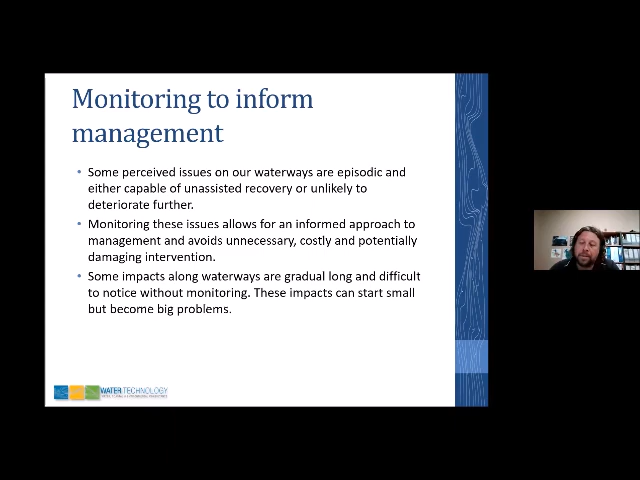 Monitoring to inform
management
• Some perceived issues on our waterways are episodic and
either capable of unassisted recovery or unlikely to
deteriorate further.
• Monitoring these issues allows for an informed approach to
management and avoids unnecessary, costly and potentially
damaging intervention.
• Some impacts along waterways are gradual long and difficult
to notice without monitoring. These impacts can start small
but become big problems.
WATER TECHNOLOGY